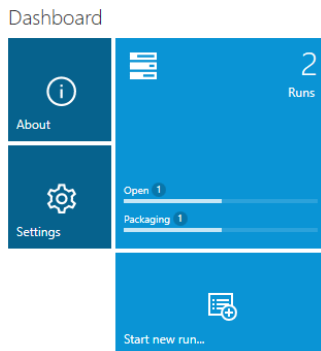 Dashboard
About
2
Runs
Open 1
Packaging 1
Settings
Start new run...